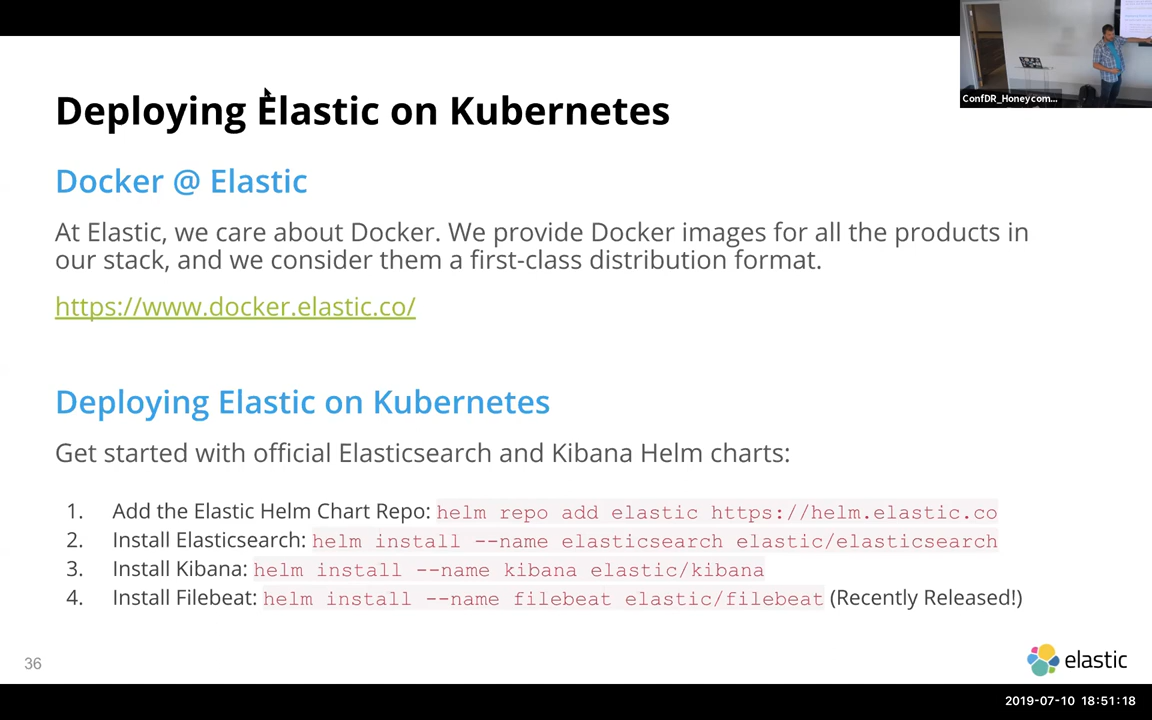 ConfDR_Honeycom...
Deploying Elastic on Kubernetes
Docker @ Elastic
At Elastic, we care about Docker. We provide Docker images for all the products in
our stack, and we consider them a first-class distribution format.
https://www.docker.elastic.co/
Deploying Elastic on Kubernetes
Get started with official Elasticsearch and Kibana Helm charts:
1. Add the Elastic Helm Chart Repo: helm repo add elastic https://helm.elastic.co
2. Install Elasticsearch: helm install --name elasticsearch elastic/elasticsearch
3. Install Kibana: helm install --name kibana elastic/kibana
4. Install Filebeat: helm install --name filebeat elastic/filebeat (Recently Released!)
36
elastic
2019-07-10 18:51:18